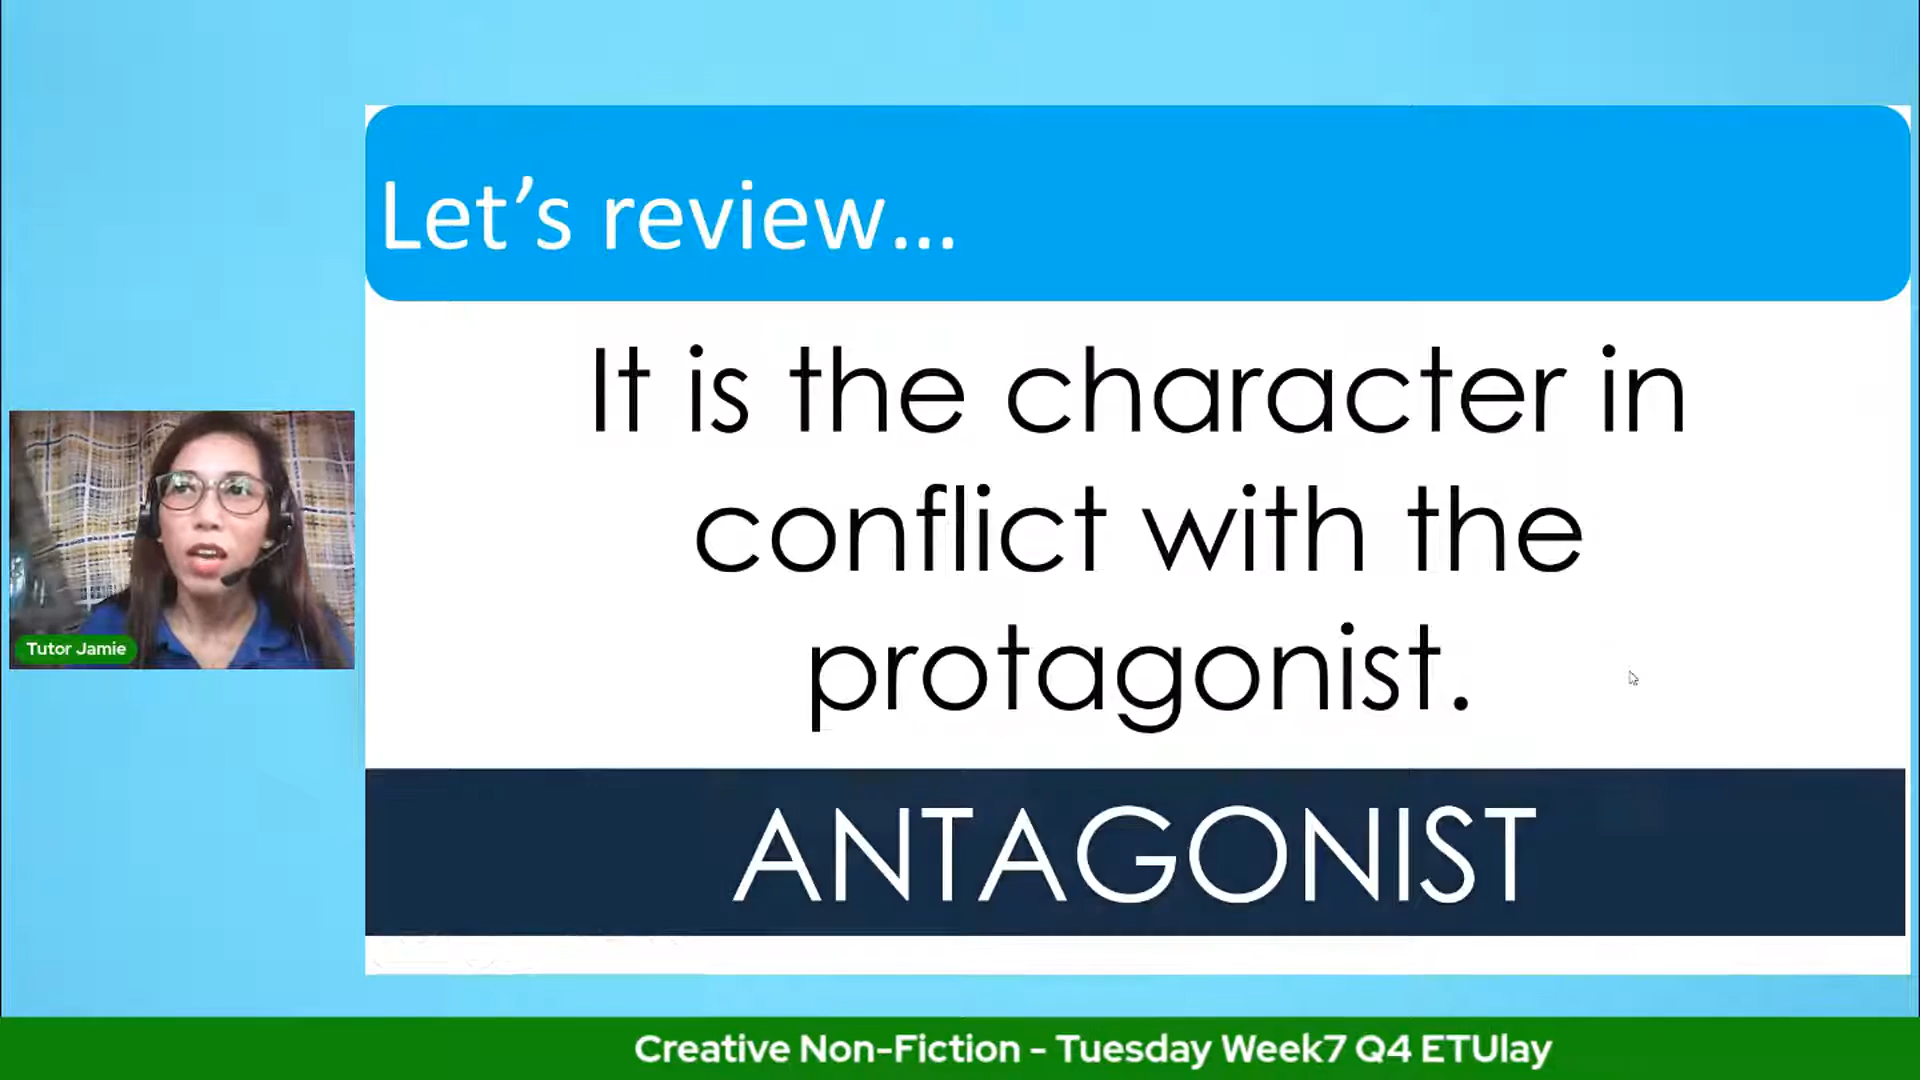 Let’s review...
It is the character in
conflict with the
protagonist.
ANTAGONIST
Tutor Jamie
Creative Non-Fiction - Tuesday Week7 Q4 ETUlay